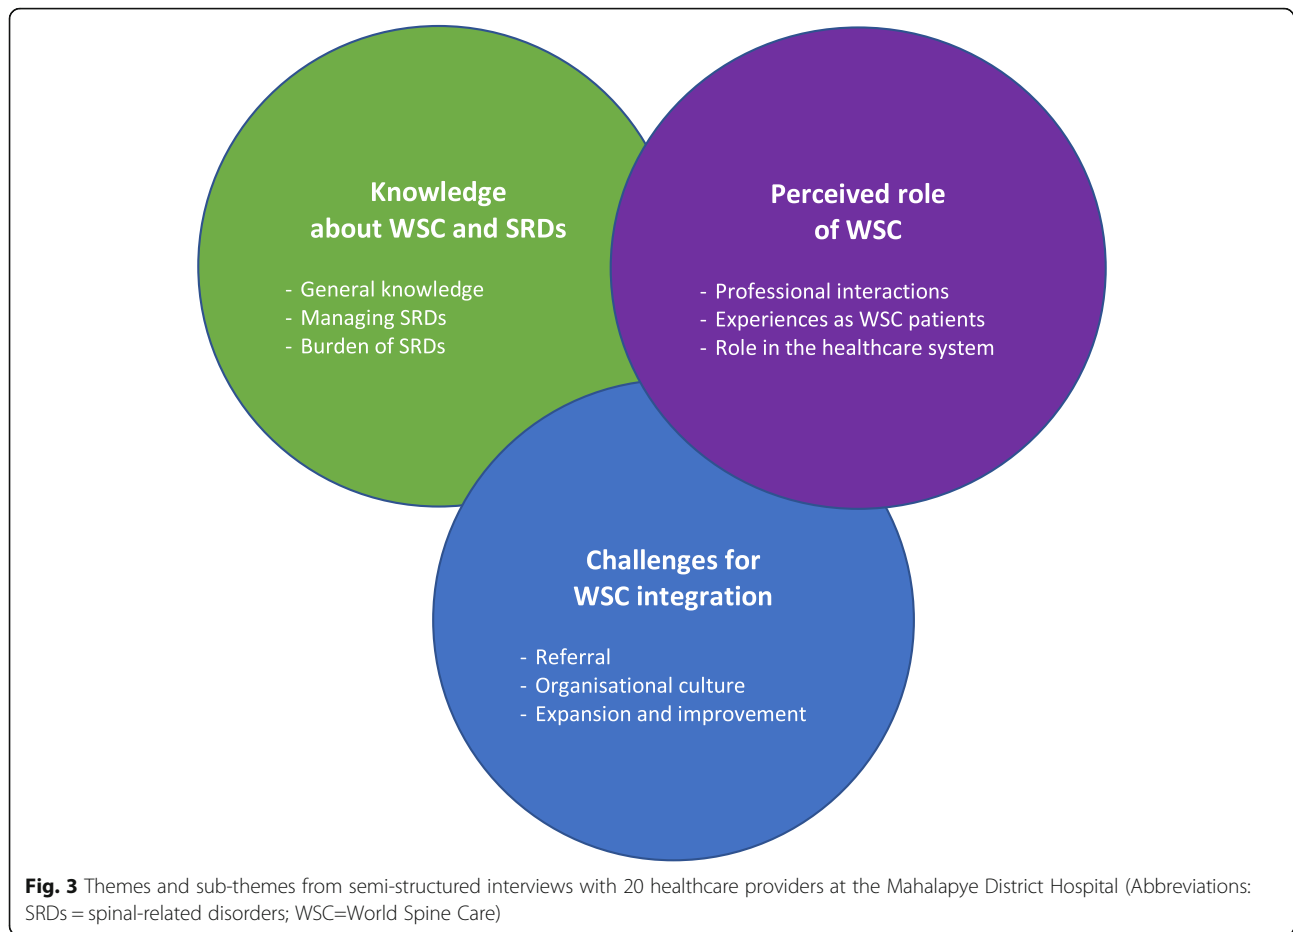 Knowledge
about WSC and SRDs
- General knowledge
- Managing SRDs
- Burden of SRDs
Perceived role
of WSC
- Professional interactions
- Experiences as WSC patients
- Role in the healthcare system
Challenges for
WSC integration
- Referral
- Organisational culture
- Expansion and improvement
Fig. 3 Themes and sub-themes from semi-structured interviews with 20 healthcare providers at the Mahalapye District Hospital (Abbreviations:
SRDs = spinal-related disorders; WSC=World Spine Care)